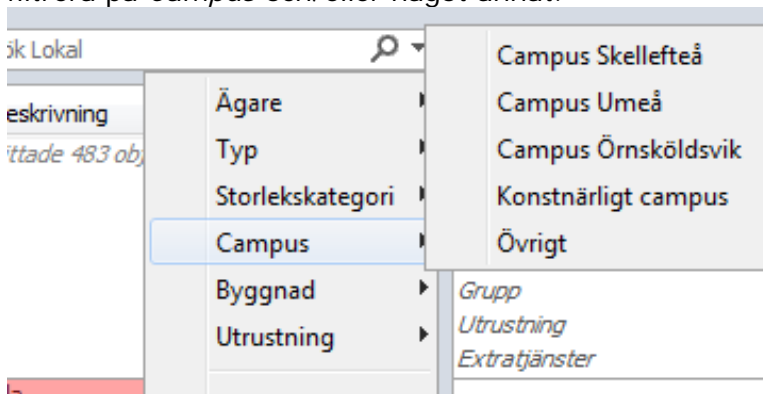 på campus och/eller något annat.
ök Lokal
Campus Skellefteå
Campus Umeå
Campus Örnsköldsvik
Konstnärligt campus
Övrigt
eskrivning
ittade 483 obj
Ägare
Typ
Storlekskategori
Campus
Byggnad
Utrustning
Grupp
Utrustning
Extratjänster